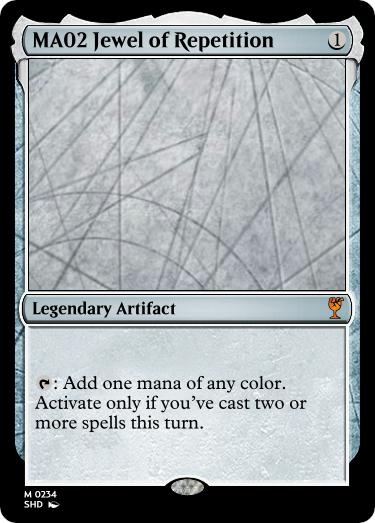 MA02 Jewel of Repetition 1
Legendary Artifact
: Add one mana of any color.
Activate only if you've cast two or
more spells this turn.
M 0234
SHD